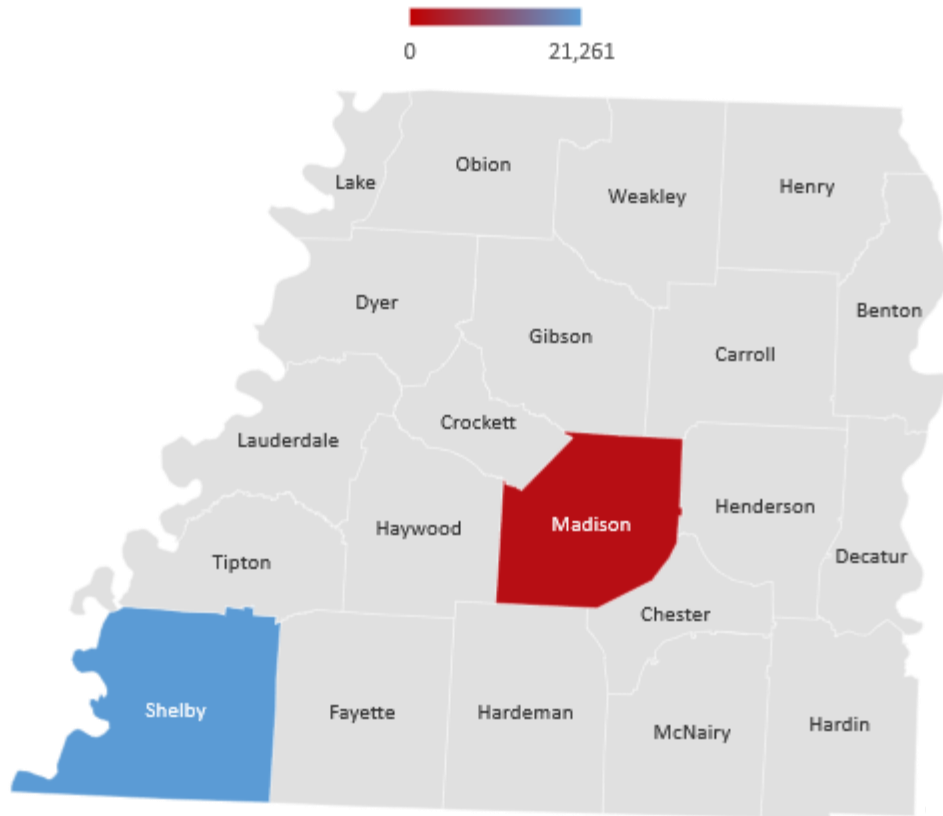 0 21,261
Obion
Lake
Weakley
Henry
Dyer
Benton
Gibson
Carroll
Crockett
Lauderdale
Henderson
Madison
Haywood
Decatur
Tipton
Chester
Shelby
Fayette
Hardeman
McNairy
Hardin